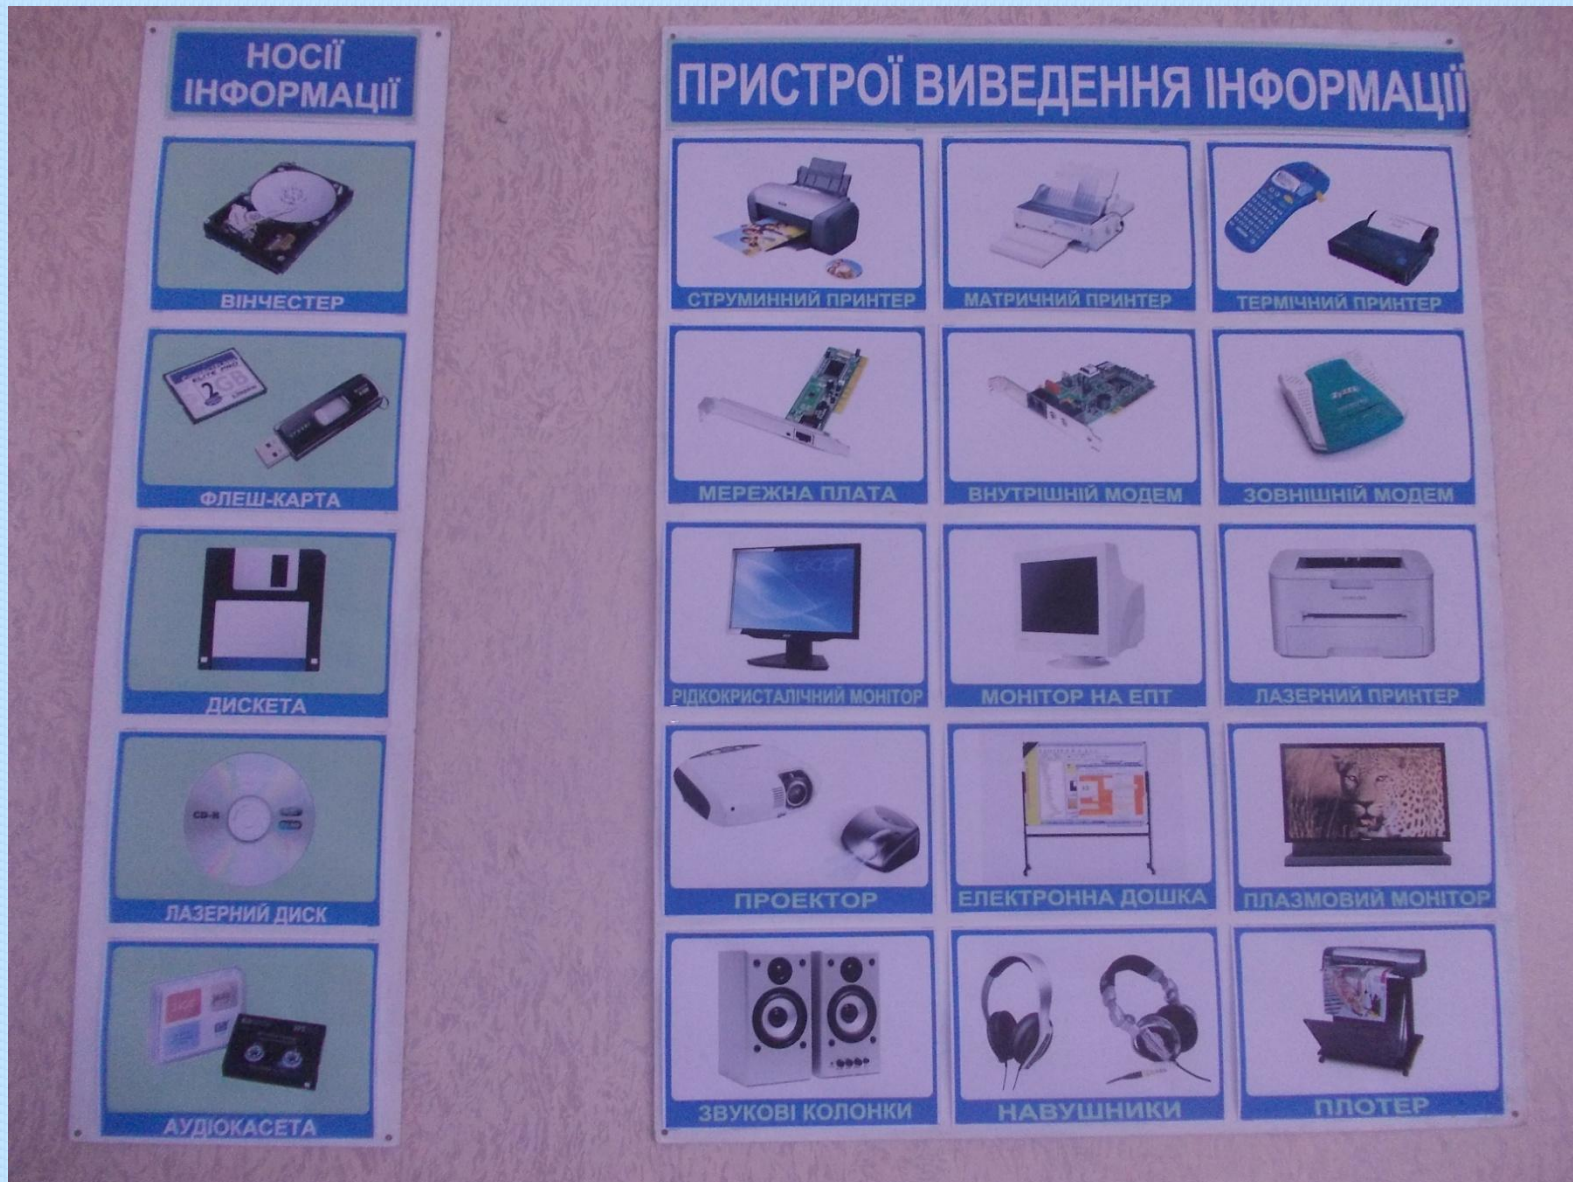 НОСІЇ
ІНФОРМАЦІЇ
ВІНЧЕСТЕР
2GB
ФЛЕШ-КАРТА
ДИСКЕТА
CD-R
ЛАЗЕРНИЙ ДИСК
АУДІОКАСЕТА
ПРИСТРОЇ ВИВЕДЕННЯ ІНФОРМАЦІЇ
СТРУМИННИЙ ПРИНТЕР
МАТРИЧНИЙ ПРИНТЕР
ТЕРМІЧНИЙ ПРИНТЕР
МЕРЕЖНА ПЛАТА
ВНУТРІШНІЙ МОДЕМ
ЗОВНІШНІЙ МОДЕМ
РІДКОКРИСТАЛІЧНИЙ МОНІТОР
МОНІТОР НА ЕПТ
ЛАЗЕРНИЙ ПРИНТЕР
ПРОЕКТОР
ЕЛЕКТРОННА ДОШКА
ПЛАЗМОВИЙ МОНІТОР
ЗВУКОВІ КОЛОНКИ
НАВУШНИКИ
ПЛОТЕР